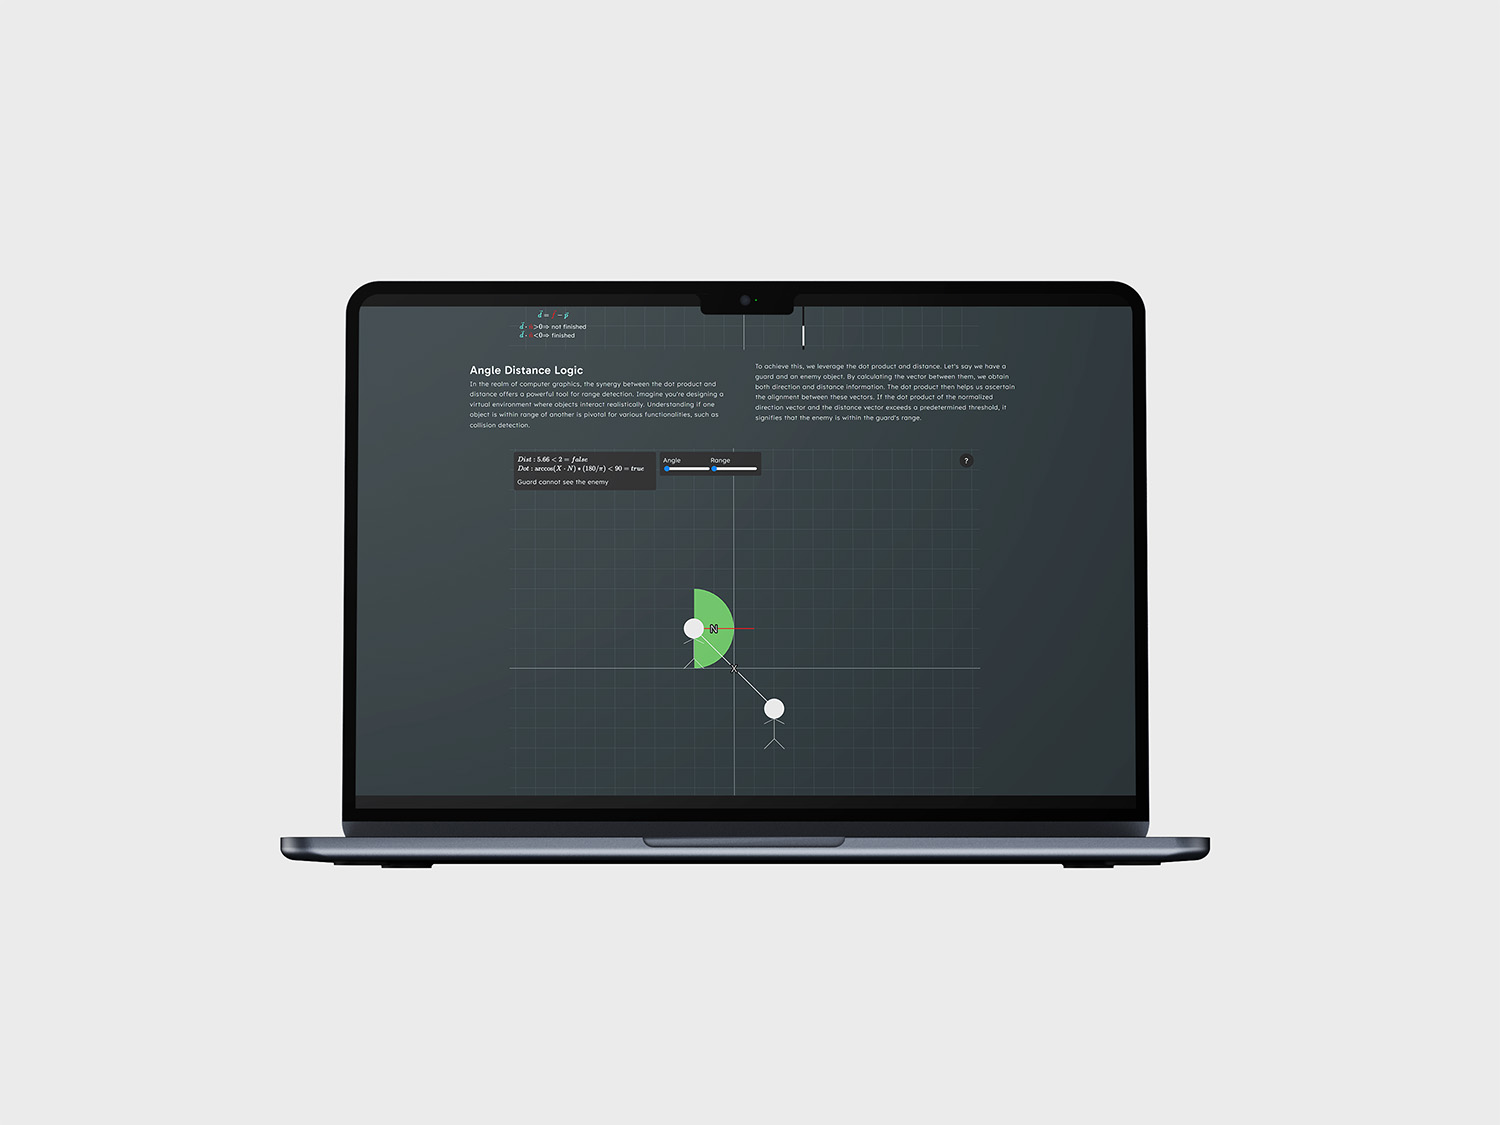 d⃗ = f⃗ − p⃗
d⃗ · >0⇒ not finished
d⃗ · <0⇒ finished
Angle Distance Logic
In the realm of computer graphics, the synergy between the dot product and
distance offers a powerful tool for range detection. Imagine you're designing a
virtual environment where objects interact realistically. Understanding if one
object is within range of another is pivotal for various functionalities, such as
collision detection.
To achieve this, we leverage the dot product and distance. Let's say we have a
guard and an enemy object. By calculating the vector between them, we obtain
both direction and distance information. The dot product then helps us ascertain
the alignment between these vectors. If the dot product of the normalized
direction vector and the distance vector exceeds a predetermined threshold, it
signifies that the enemy is within the guard's range.
Dist : 5.66 < 2 = false
Dot : arccos(X · N) * (180/π) < 90 = true
Guard cannot see the enemy
Angle Range
?
N
X